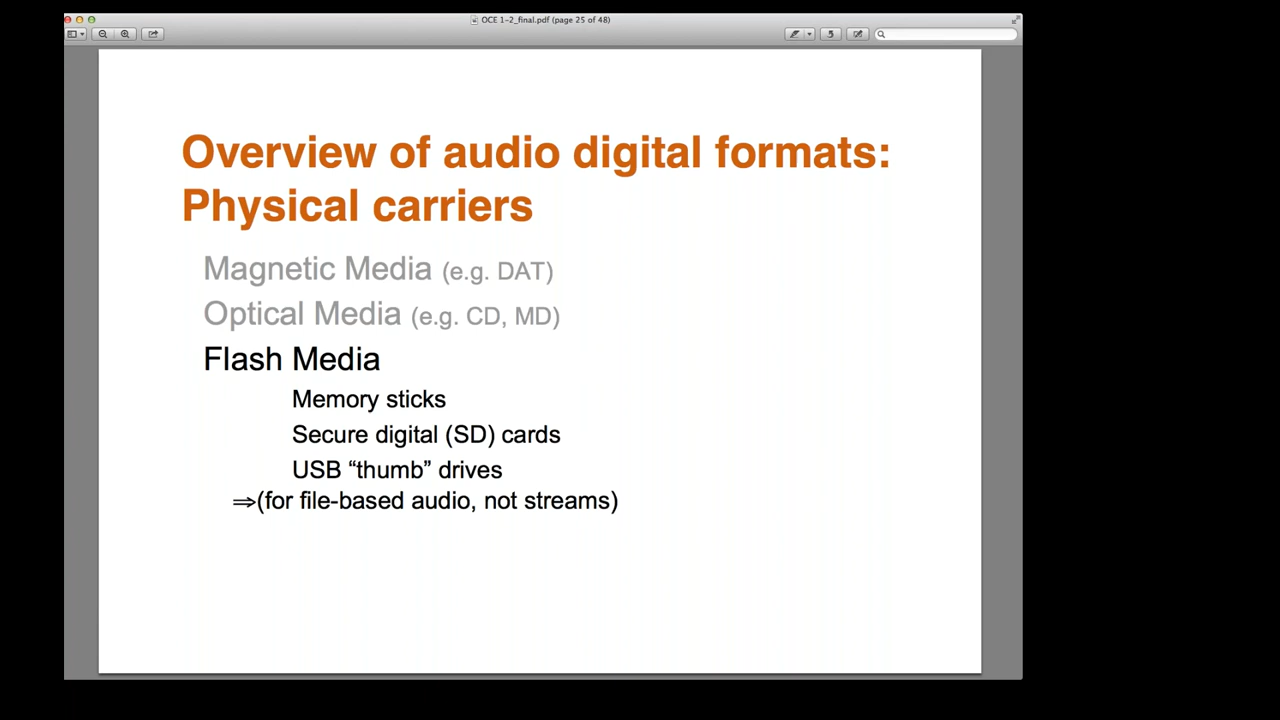 OCE 1-2_final.pdf (page 25 of 48)
Overview of audio digital formats:
Physical carriers
Magnetic Media (e.g. DAT)
Optical Media (e.g. CD, MD)
Flash Media
Memory sticks
Secure digital (SD) cards
USB “thumb” drives
⇒(for file-based audio, not streams)